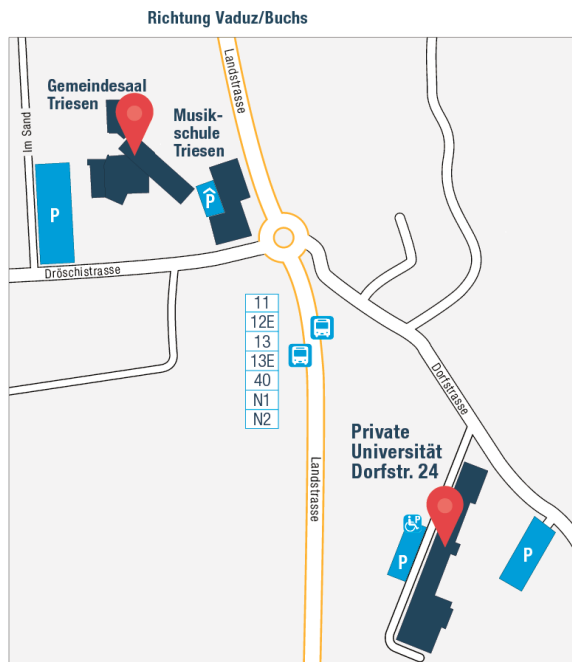 Richtung Vaduz/Buchs
Landstrasse
Gemeindesaal
Triesen
Im Sand
Musik-
schule
Triesen
P
P
Dröschistrasse
11
12E
13
13E
40
N1
N2
Dorfstrasse
Landstrasse
Private
Universität
Dorfstr. 24
P
P
P